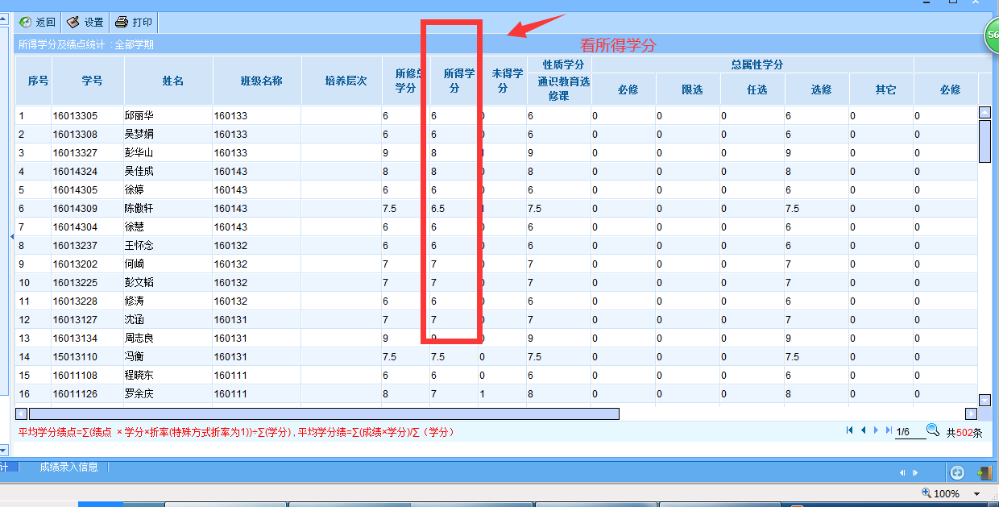 返回 设置 打印
56
所得学分及绩点统计 :全部学期
看所得学分
序号 学号 姓名 班级名称 培养层次 所修总学分 所得学分 未得学分 性质学分 总属性学分
通识教育选修课 必修 限选 任选 选修 其它 必修
1 16013305 邱丽华 160133 6 6 0 6 0 0 0 6 0 0
2 16013308 吴梦娟 160133 6 6 0 6 0 0 0 6 0 0
3 16013327 彭华山 160133 9 8 1 9 0 0 0 9 0 0
4 16014324 吴佳成 160143 8 8 0 8 0 0 0 8 0 0
5 16014305 徐婷 160143 6 6 0 6 0 0 0 6 0 0
6 16014309 陈傲轩 160143 7.5 6.5 1 7.5 0 0 0 7.5 0 0
7 16014304 徐慧 160143 6 6 0 6 0 0 0 6 0 0
8 16013237 王怀念 160132 6 6 0 6 0 0 0 6 0 0
9 16013202 何崎 160132 7 7 0 7 0 0 0 7 0 0
10 16013225 彭文韬 160132 7 7 0 7 0 0 0 7 0 0
11 16013228 修涛 160132 6 6 0 6 0 0 0 6 0 0
12 16013127 沈涵 160131 7 7 0 7 0 0 0 7 0 0
13 16013134 周志良 160131 9 9 0 9 0 0 0 9 0 0
14 15013110 冯衡 160131 7.5 7.5 0 7.5 0 0 0 7.5 0 0
15 16011108 程晓东 160111 6 6 0 6 0 0 0 6 0 0
16 16011126 罗余庆 160111 8 7 1 8 0 0 0 8 0 0
平均学分绩点=∑(绩点 ×学分×折率(特殊方式折率为1))÷∑(学分) , 平均学分绩=∑(成绩×学分)/∑（学分） 1/6 共502条
计 成绩录入信息
100%